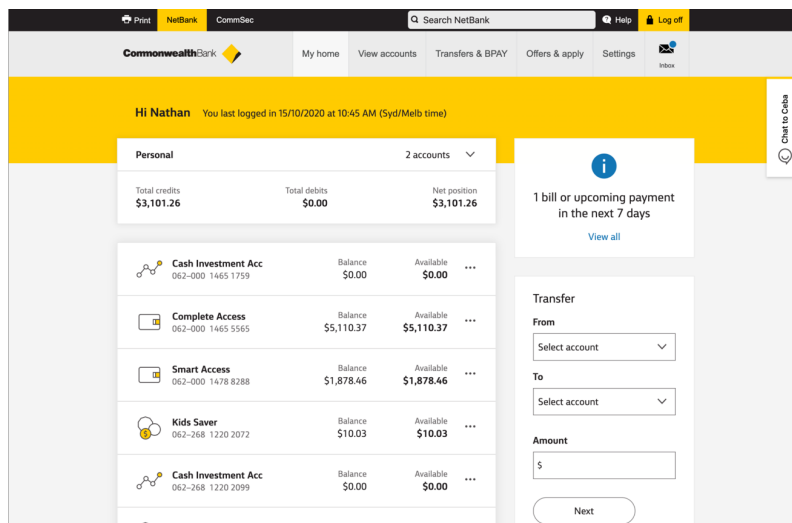 Print NetBank CommSec Search NetBank Help Log off
CommonwealthBank My home View accounts Transfers & BPAY Offers & apply Settings Inbox
Hi Nathan You last logged in 15/10/2020 at 10:45 AM (Syd/Melb time)
Chat to Ceba
Personal 2 accounts
Total credits Total debits Net position
$3,101.26 $0.00 $3,101.26
Cash Investment Acc Balance Available
062-000 1465 1759 $0.00 $0.00
Complete Access Balance Available
062-000 1465 5565 $5,110.37 $5,110.37
Smart Access Balance Available
062-000 1478 8288 $1,878.46 $1,878.46
Kids Saver Balance Available
062-268 1220 2072 $10.03 $10.03
Cash Investment Acc Balance Available
062-268 1220 2099 $0.00 $0.00
i
1 bill or upcoming payment
in the next 7 days
View all
Transfer
From
Select account
To
Select account
Amount
$
Next